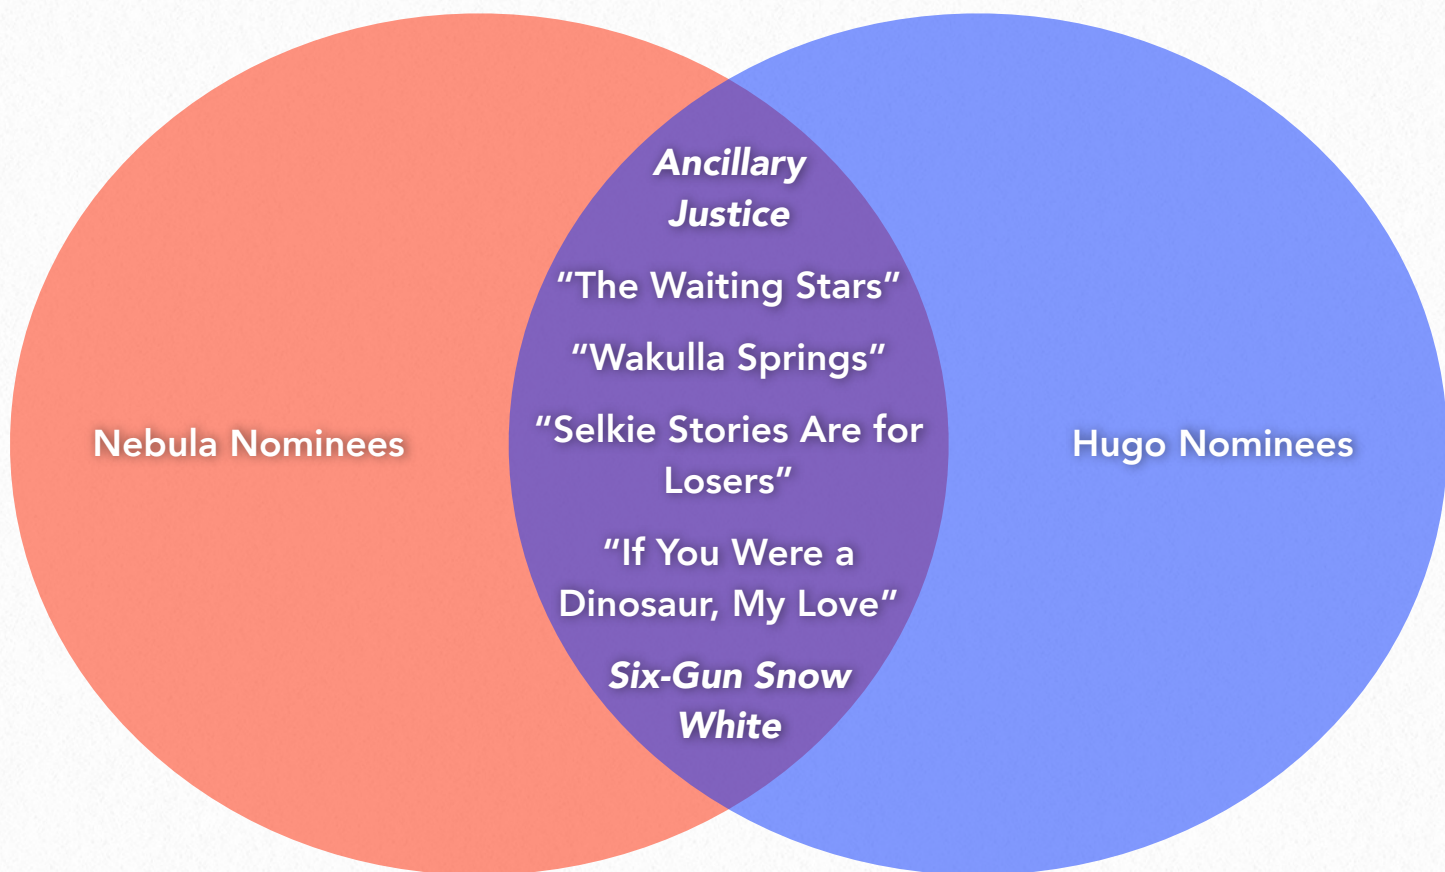 Ancillary
Justice
“The Waiting Stars”
“Wakulla Springs”
“Selkie Stories Are for
Losers”
“If You Were a
Dinosaur, My Love”
Six-Gun Snow
White
Nebula Nominees
Hugo Nominees